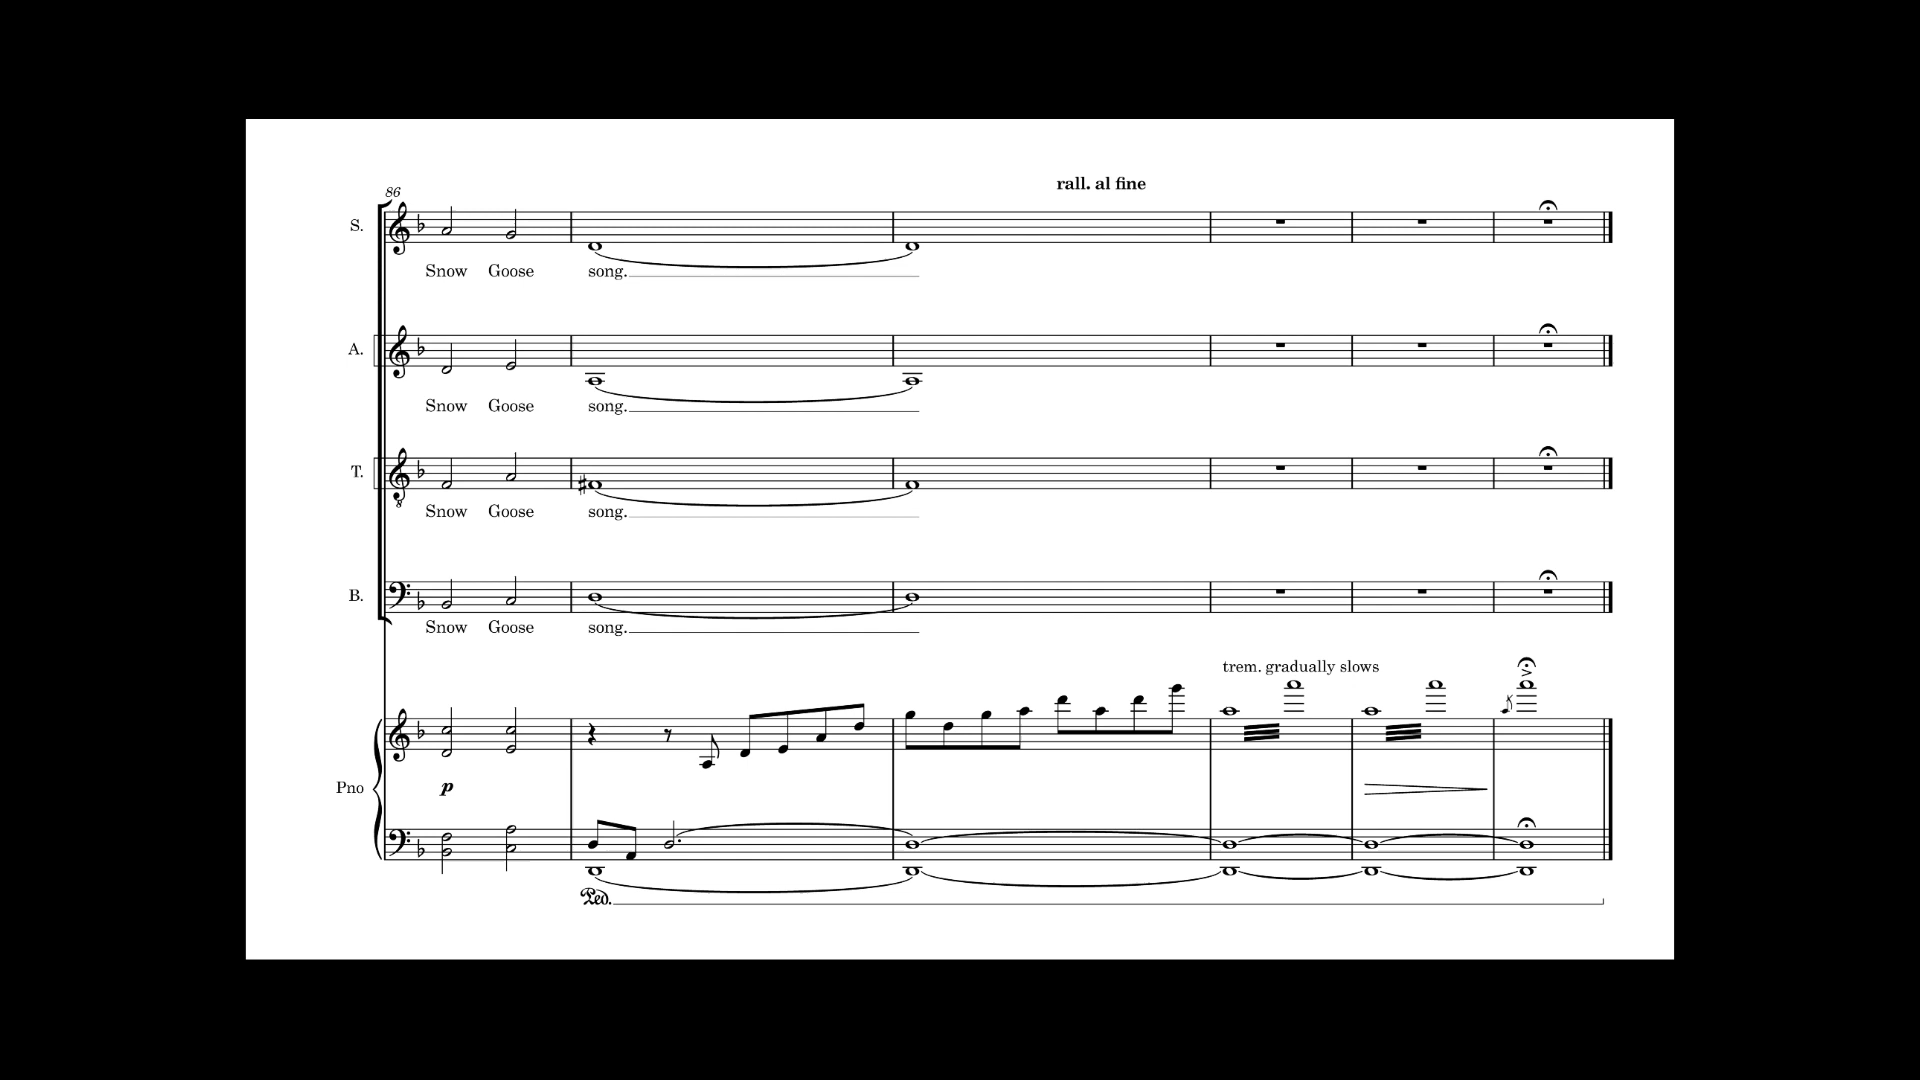 rall. al fine
86
S.
Snow Goose song.
A.
Snow Goose song.
T.
Snow Goose song.
B.
Snow Goose song.
trem. gradually slows
Pno
p
Ped.